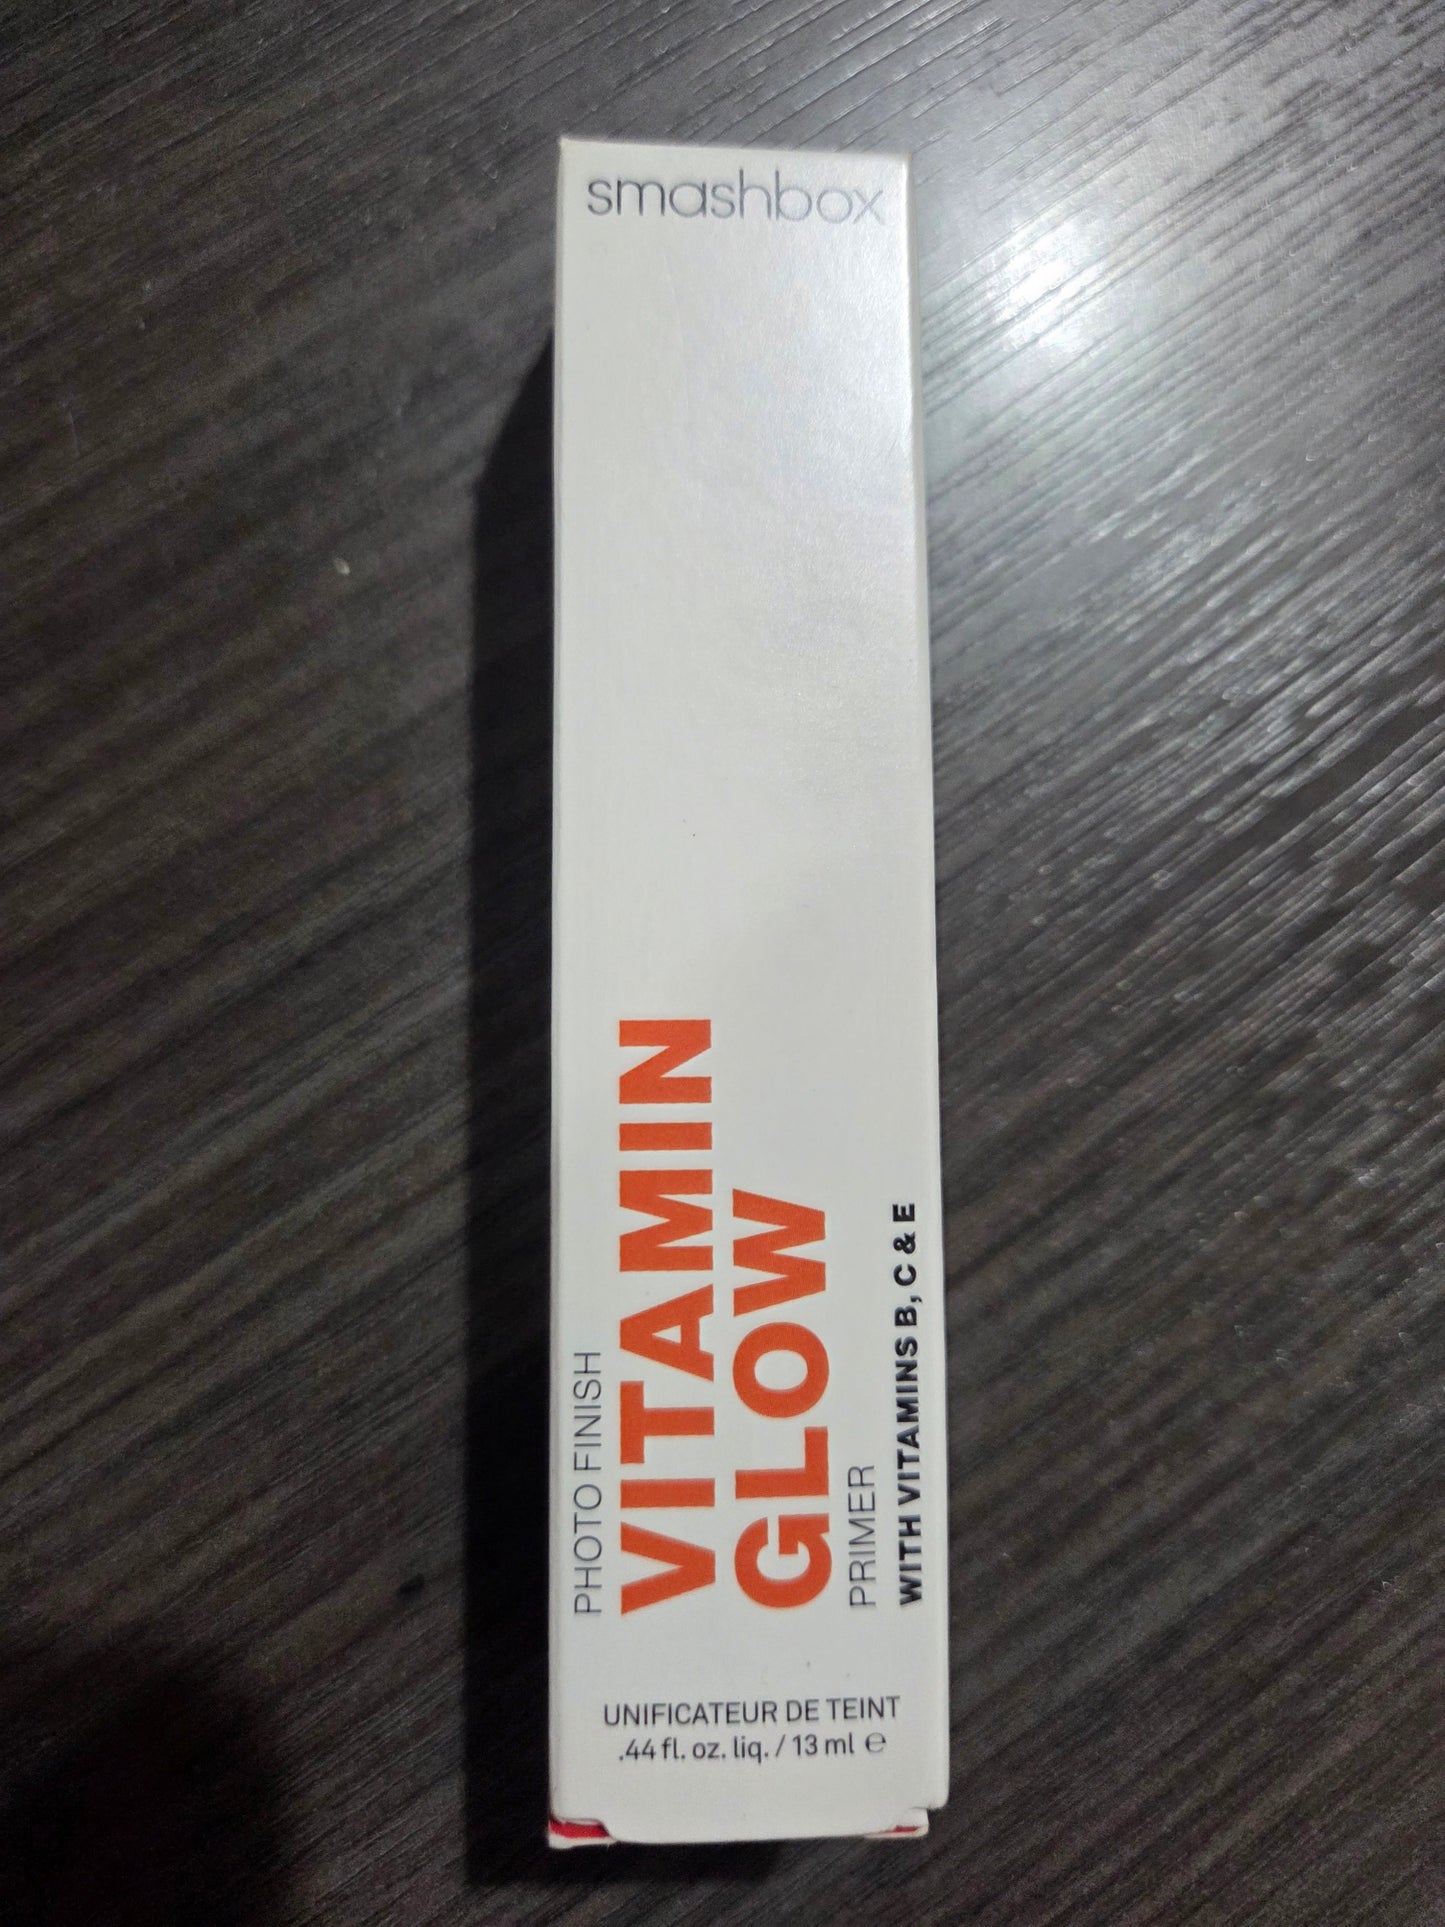 smashbox
PHOTO FINISH
VITAMIN
GLOW
PRIMER
WITH VITAMINS B, C & E
UNIFICATEUR DE TEINT
.44 fl. oz. liq. / 13 ml ℮